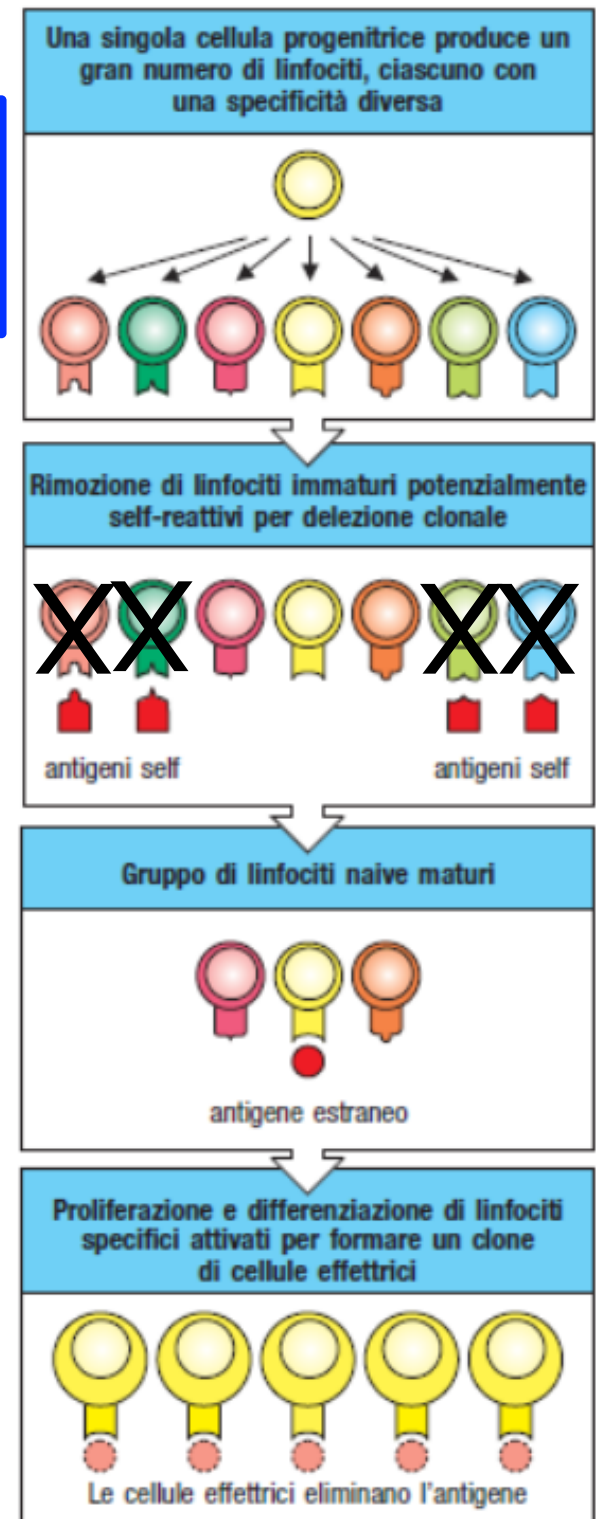 Una singola cellula progenitrice produce un
gran numero di linfociti, ciascuno con
una specificità diversa
Rimozione di linfociti immaturi potenzialmente
self-reattivi per delezione clonale
antigeni self
antigeni self
Gruppo di linfociti naive maturi
antigene estraneo
Proliferazione e differenziazione di linfociti
specifici attivati per formare un clone
di cellule effettrici
Le cellule effettrici eliminano l'antigene